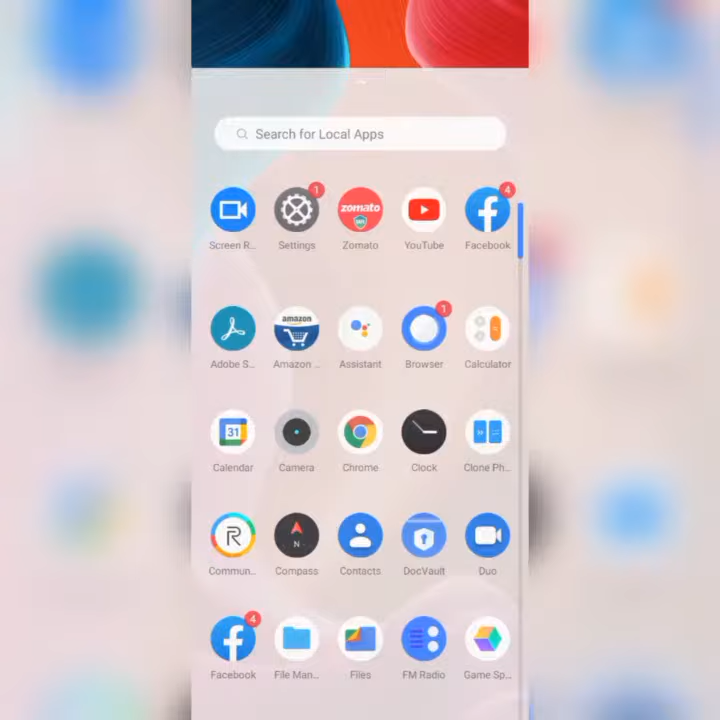 Search for Local Apps
1
zomato
4
Screen R...
Settings
Zomato
YouTube
Facebook
amazon
1
Adobe S...
Amazon ..
Assistant
Browser
Calculator
31
Calendar
Camera
Chrome
Clock
Clone Ph...
R
N
Commun...
Compass
Contacts
DocVault
Duo
4
Facebook
File Man...
Files
FM Radio
Game Sp...